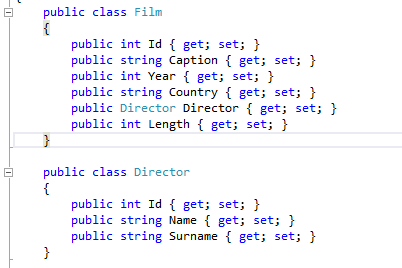 public class Film
{
public int Id { get; set; }
public string Caption { get; set; }
public int Year { get; set; }
public string Country { get; set; }
public Director Director { get; set; }
public int Length { get; set; }
}
public class Director
{
public int Id { get; set; }
public string Name { get; set; }
public string Surname { get; set; }
}